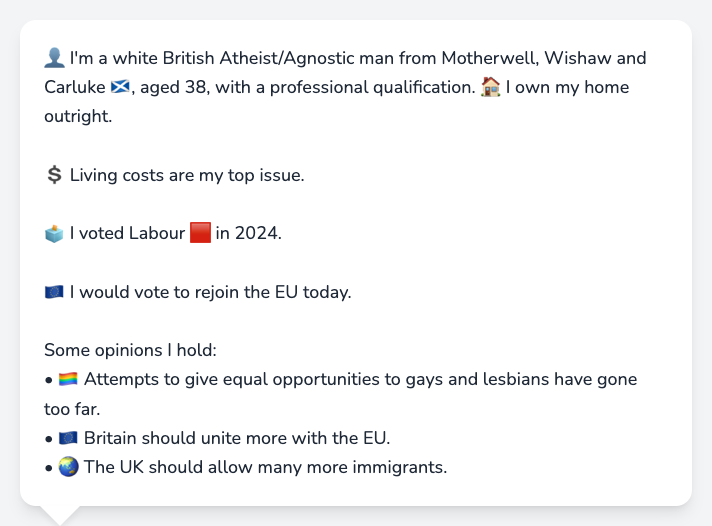 👤 I'm a white British Atheist/Agnostic man from Motherwell, Wishaw and
Carluke 🏴󠁧󠁢󠁳󠁣󠁴󠁿, aged 38, with a professional qualification. 🏠 I own my home
outright.
💲 Living costs are my top issue.
🗳️ I voted Labour 🟥 in 2024.
🇪🇺 I would vote to rejoin the EU today.
Some opinions I hold:
• 🏳️‍🌈 Attempts to give equal opportunities to gays and lesbians have gone
too far.
• 🇪🇺 Britain should unite more with the EU.
• 🌏 The UK should allow many more immigrants.